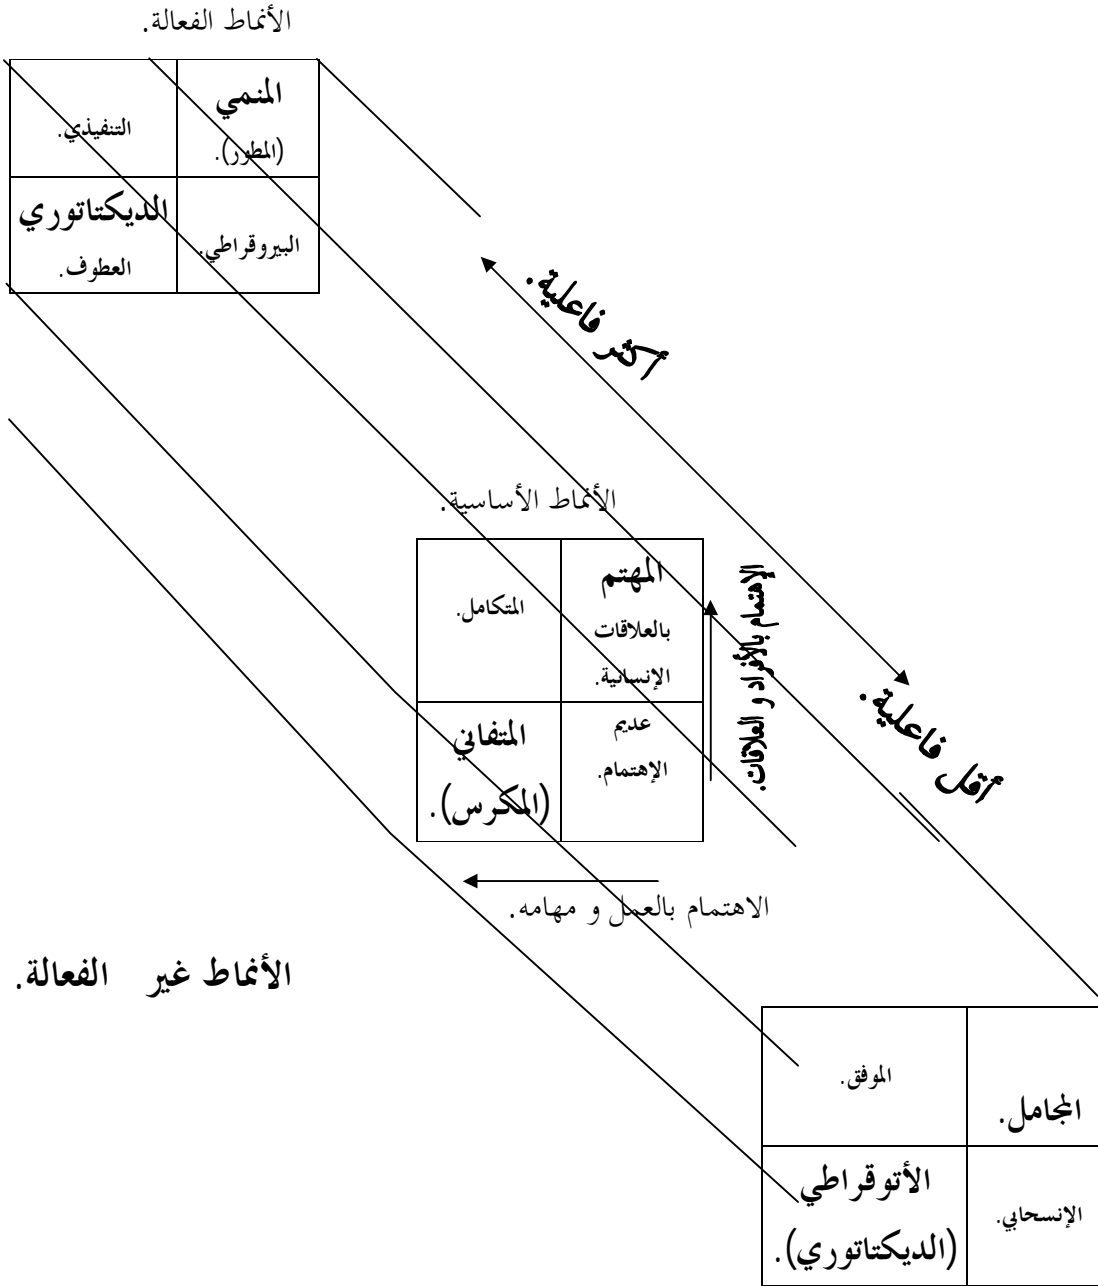 الأنماط الفعالة.
المنمي
(المطور).
التنفيذي.
البيروقراطي.
الديكتاتوري
العطوف.
أكثر فاعلية.
الأنماط الأساسية.
المهتم
بالعلاقات
الإنسانية.
المتكامل.
عديم
الإهتمام.
المتفاني
(المكرس).
الإهتمام بالأفراد و العلاقات.
أقل فاعلية.
الاهتمام بالعمل و مهامه.
الأنماط غير الفعالة.
المجامل.
الموفق.
الإنسحابي.
الأتوقراطي
(الديكتاتوري).